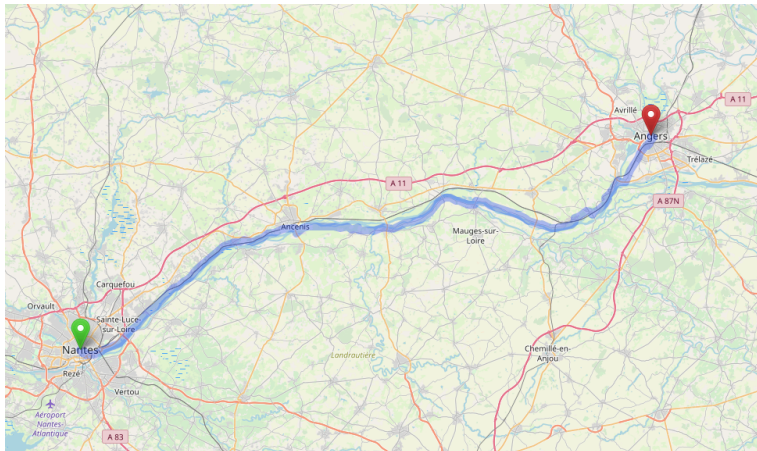 Avrillé
A 11
Angers
Trélazé
A 11
A 87N
Ancenis
Mauges-sur-
Loire
Carquefou
Orvault
Sainte-Luce-
sur-Loire
Nantes
Landrautière
Chemillé-en-
Anjou
Rezé
Vertou
Aéroport
Nantes-
Atlantique
A 83